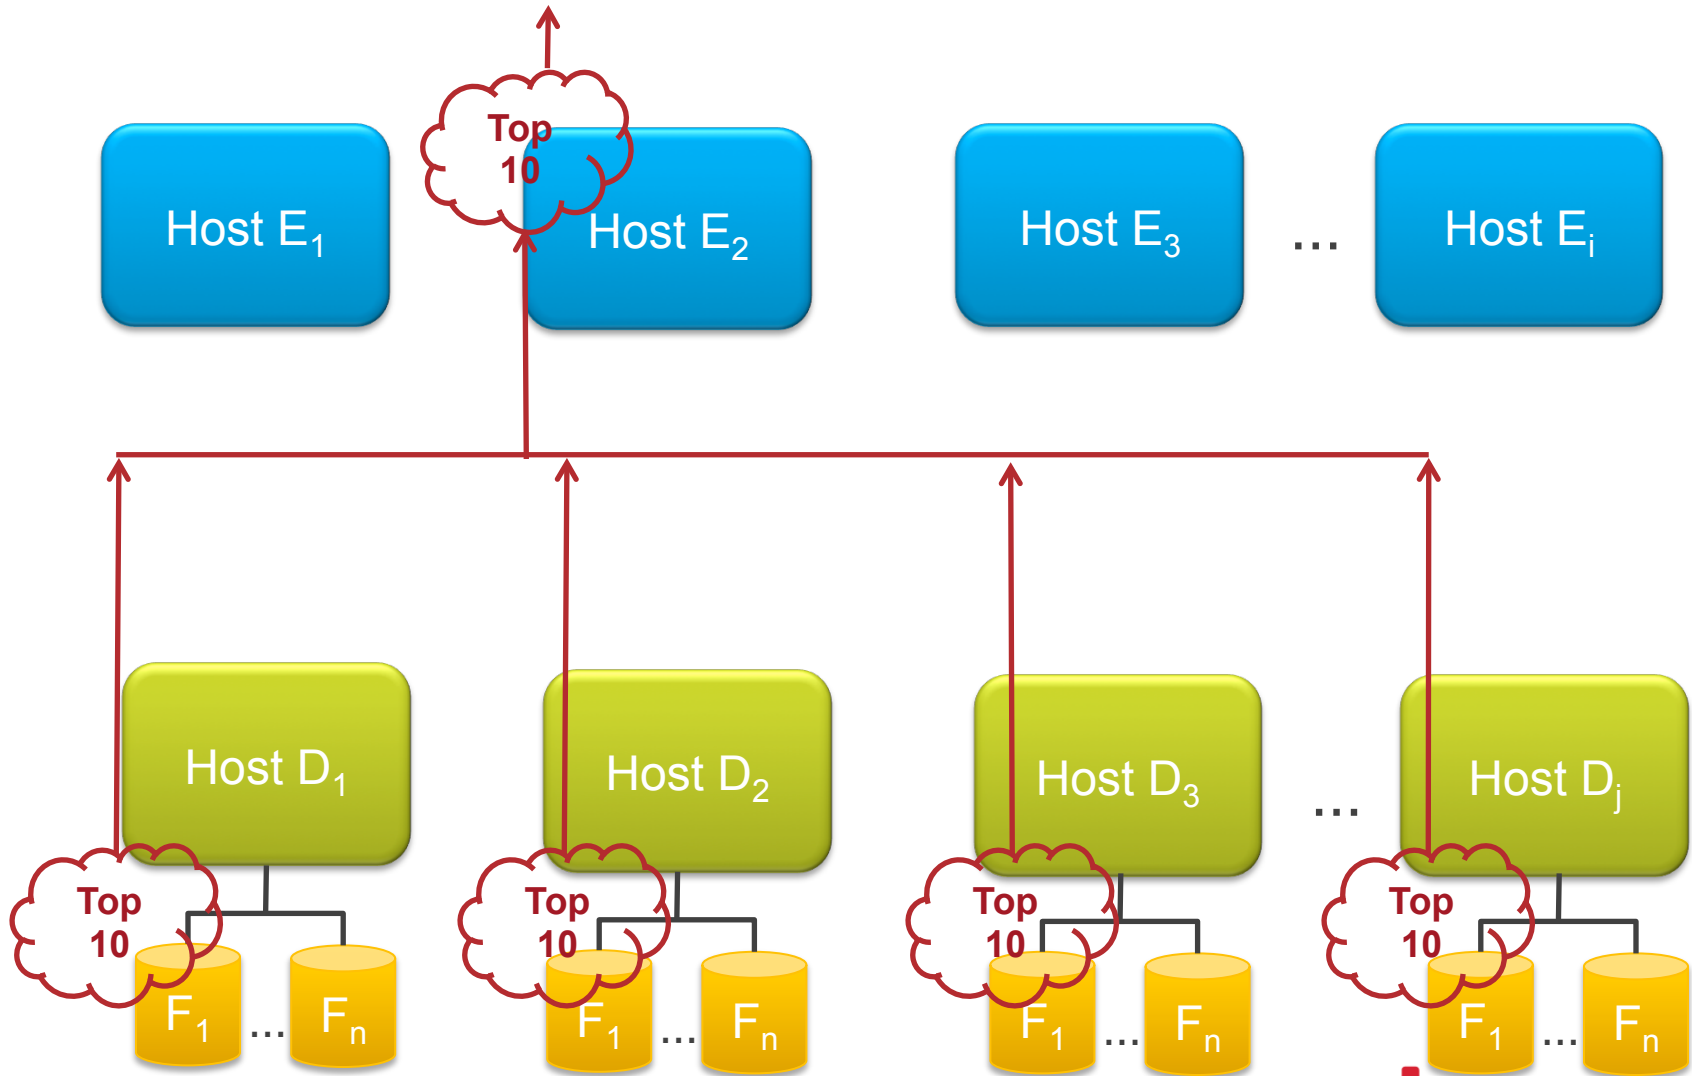 Top
10
Host E₁
Host E₂
Host E₃
...
Host Eᵢ
Host D₁
Host D₂
Host D₃
...
Host Dⱼ
Top
10
Top
10
Top
10
Top
10
F₁ ... Fₙ
F₁ ... Fₙ
F₁ ... Fₙ
F₁ ... Fₙ